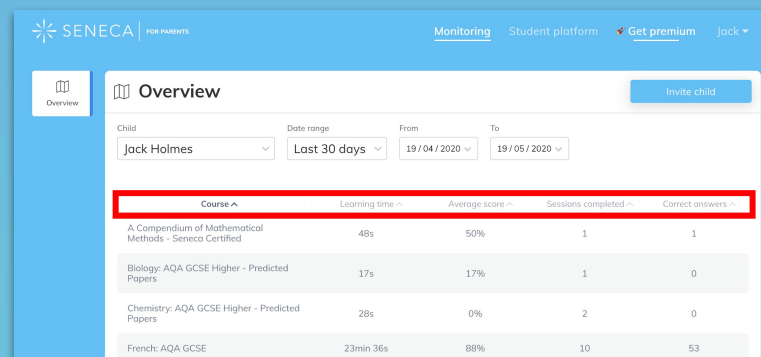 SENECA FOR PARENTS
Monitoring Student platform Get premium Jack
Overview
Overview
Invite child
Child Date range From To
Jack Holmes Last 30 days 19 / 04 / 2020 19 / 05 / 2020
Course Learning time Average score Sessions completed Correct answers
A Compendium of Mathematical
Methods - Seneca Certified
48s 50% 1 1
Biology: AQA GCSE Higher - Predicted
Papers
17s 17% 1 0
Chemistry: AQA GCSE Higher - Predicted
Papers
28s 0% 2 0
French: AQA GCSE 23min 36s 88% 10 53